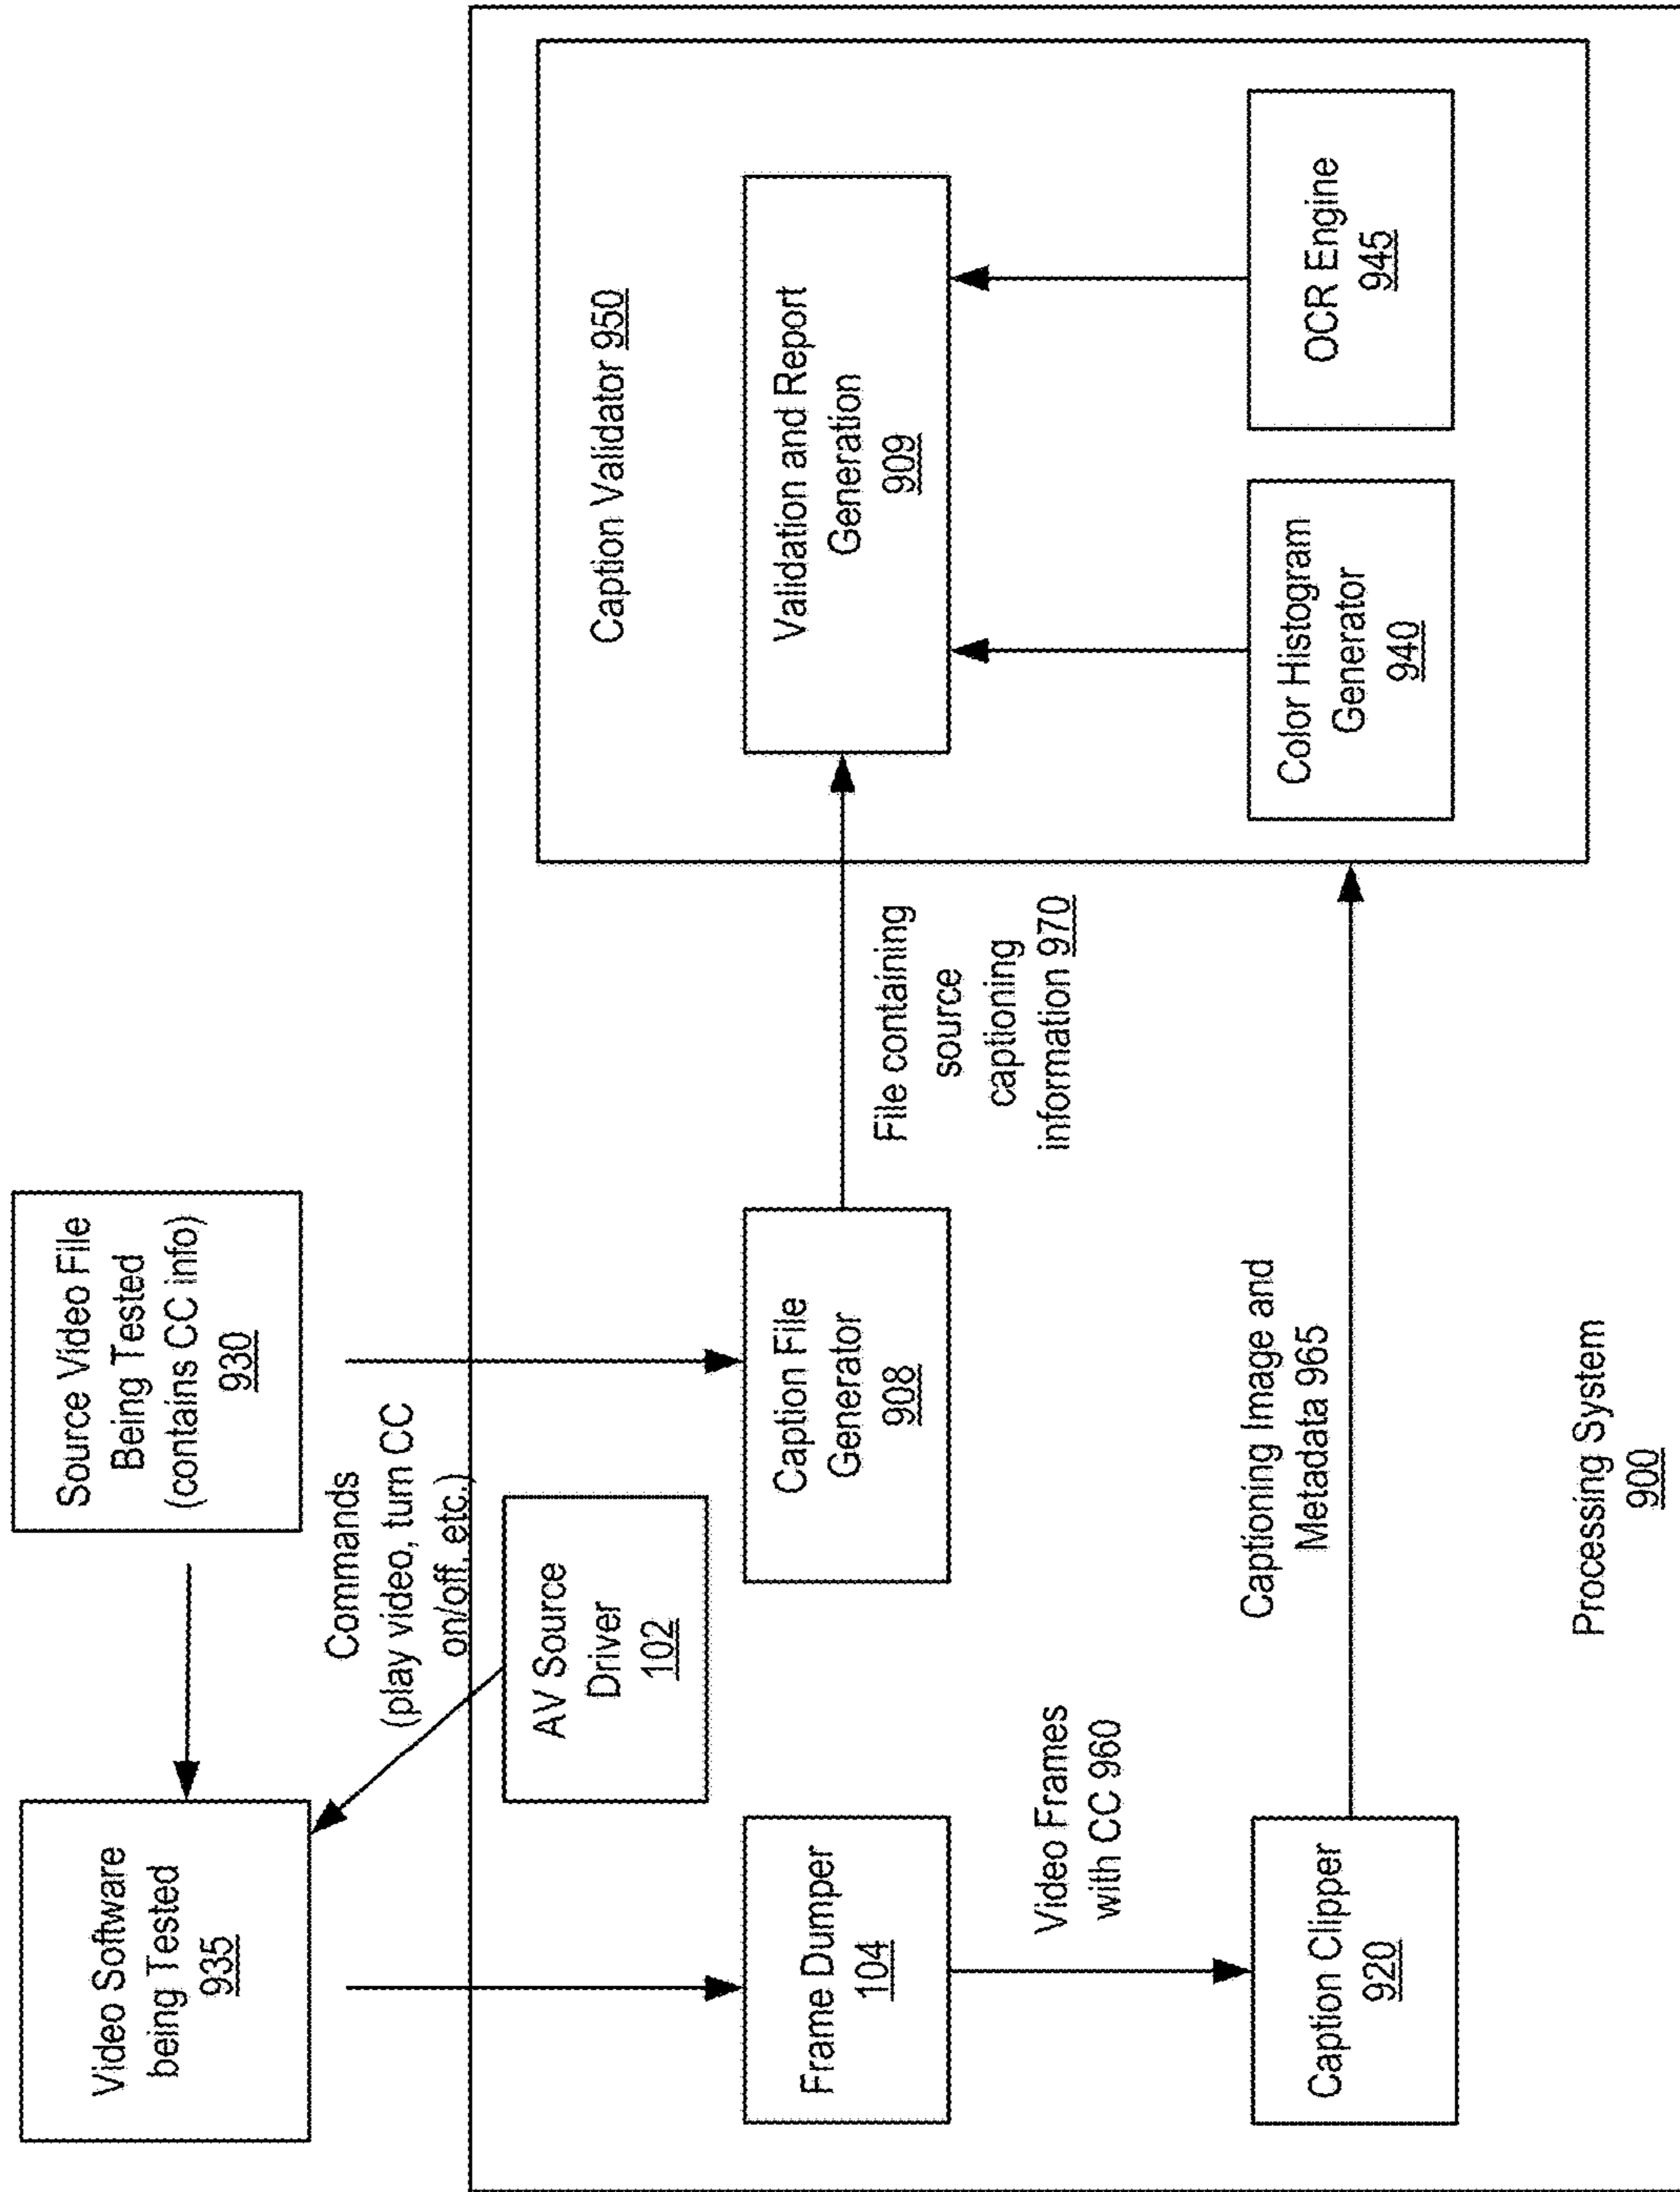 Video Software
being Tested
935
Source Video File
Being Tested
(contains CC info)
930
Commands
(play video, turn CC
on/off, etc.)
AV Source
Driver
102
Frame Dumper
104
Caption File
Generator
908
File containing
source
captioning
information 970
Caption Validator 950
Validation and Report
Generation
909
Video Frames
with CC 960
Caption Clipper
920
Captioning Image and
Metadata 965
Color Histogram
Generator
940
OCR Engine
945
Processing System
900